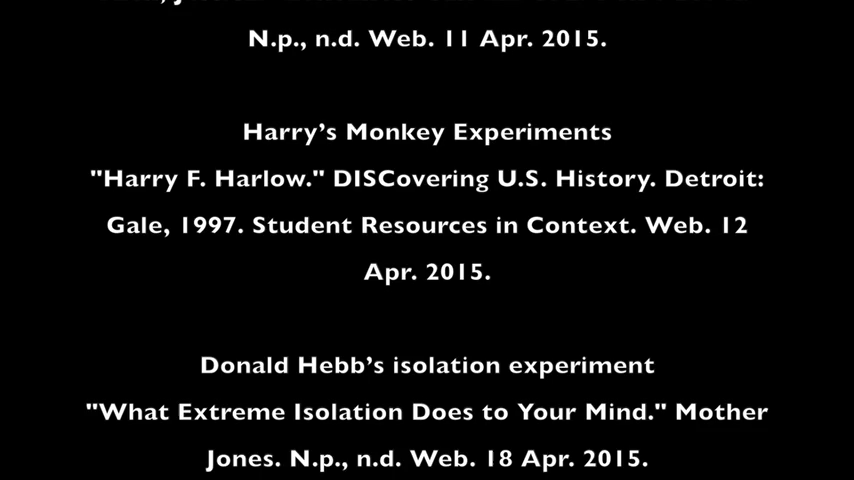 N.p., n.d. Web. 11 Apr. 2015.
Harry’s Monkey Experiments
"Harry F. Harlow." DISCovering U.S. History. Detroit:
Gale, 1997. Student Resources in Context. Web. 12
Apr. 2015.
Donald Hebb’s isolation experiment
"What Extreme Isolation Does to Your Mind." Mother
Jones. N.p., n.d. Web. 18 Apr. 2015.